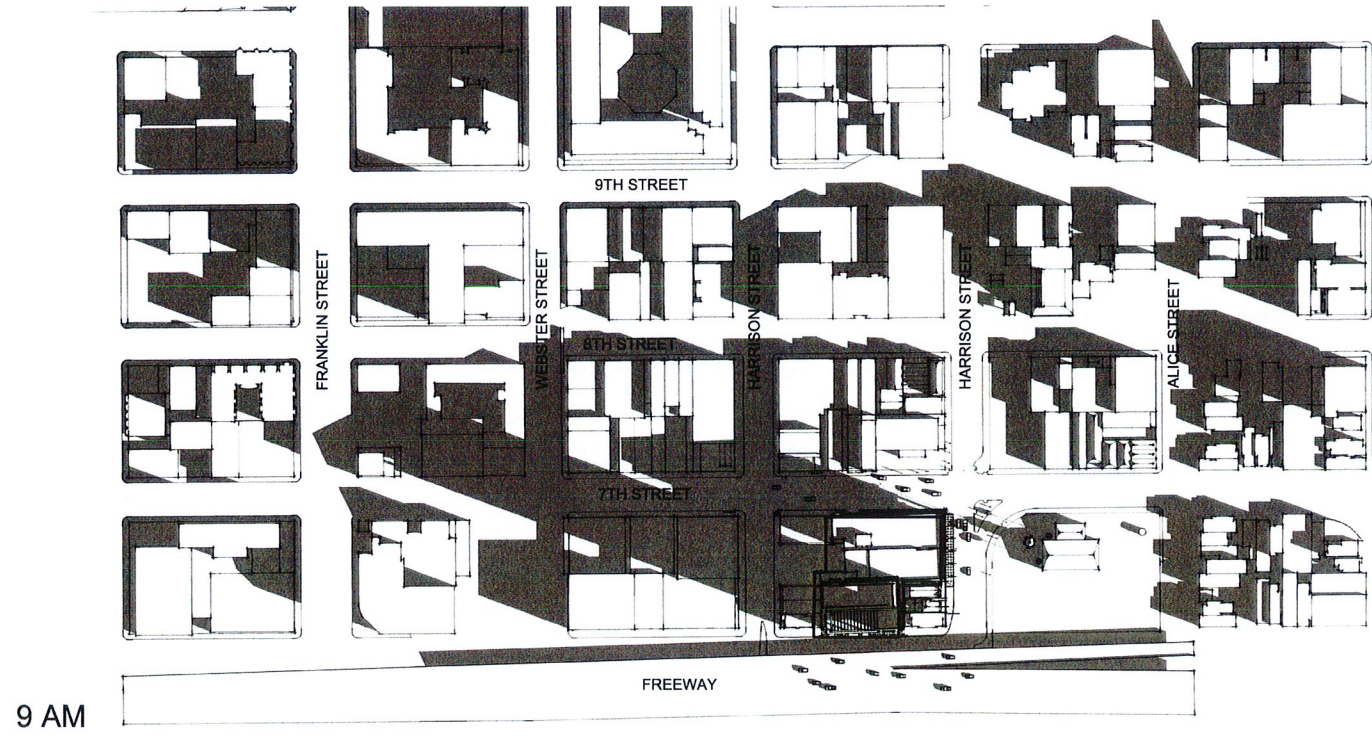 9TH STREET
FRANKLIN STREET
WEBSTER STREET
HARRISON STREET
HARRISON STREET
ALICE STREET
8TH STREET
7TH STREET
FREEWAY
9 AM